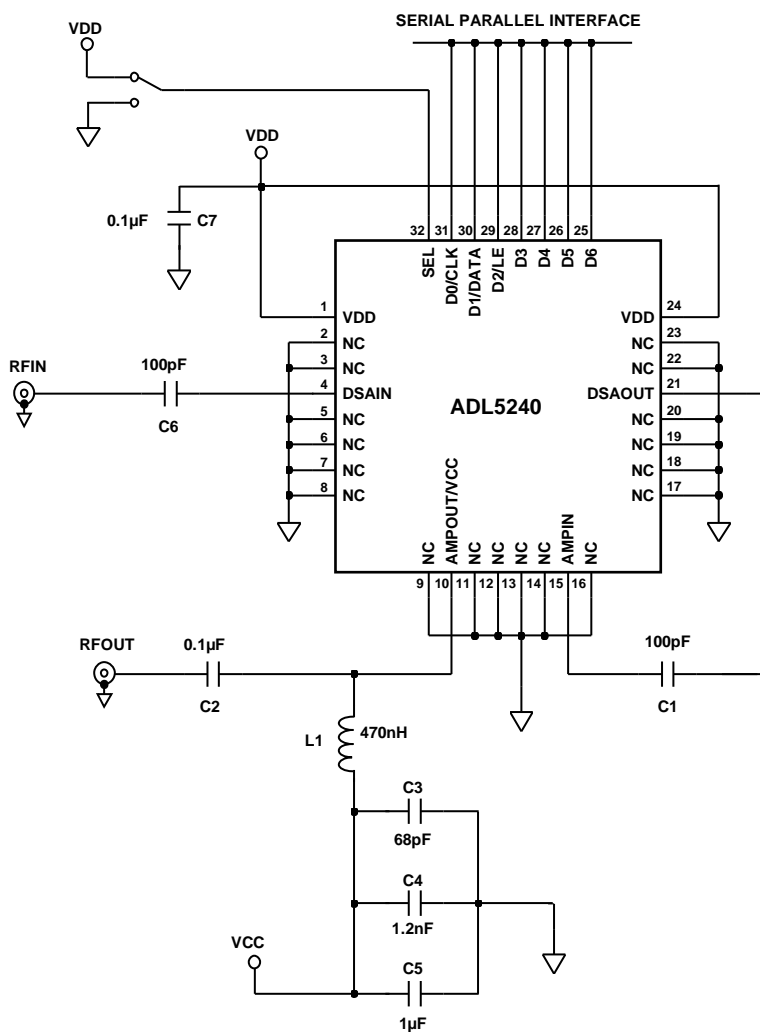 SERIAL PARALLEL INTERFACE
VDD
VDD
0.1µF
C7
32 31 30 29 28 27 26 25
SEL
D0/CLK
D1/DATA
D2/LE
D3
D4
D5
D6
1 VDD
2 NC
3 NC
4 DSAIN
5 NC
6 NC
7 NC
8 NC
RFIN
100pF
C6
ADL5240
24 VDD
23 NC
22 NC
21 DSAOUT
20 NC
19 NC
18 NC
17 NC
NC
AMPOUT/VCC
NC
NC
NC
NC
AMPIN
NC
9 10 11 12 13 14 15 16
RFOUT
0.1µF
C2
100pF
C1
L1
470nH
C3
68pF
C4
1.2nF
VCC
C5
1µF